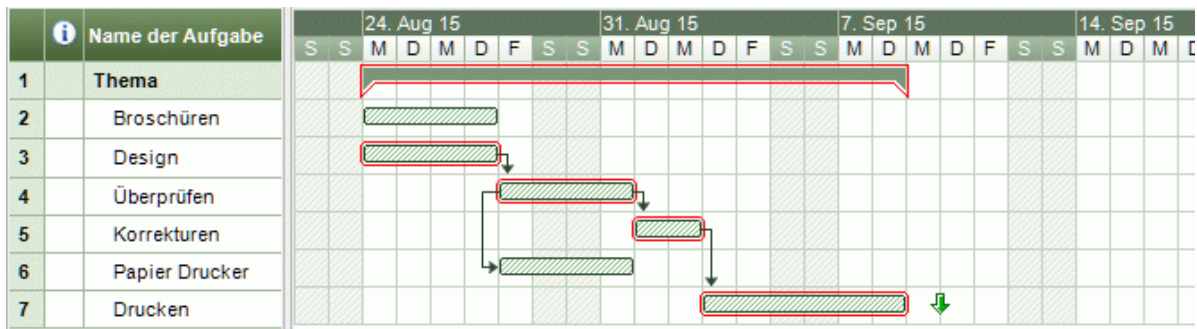 Name der Aufgabe
24. Aug 15 31. Aug 15 7. Sep 15 14. Sep 15
S S M D M D F S S M D M D F S S M D M D F S S M D M D
1 Thema
2 Broschüren
3 Design
4 Überprüfen
5 Korrekturen
6 Papier Drucker
7 Drucken